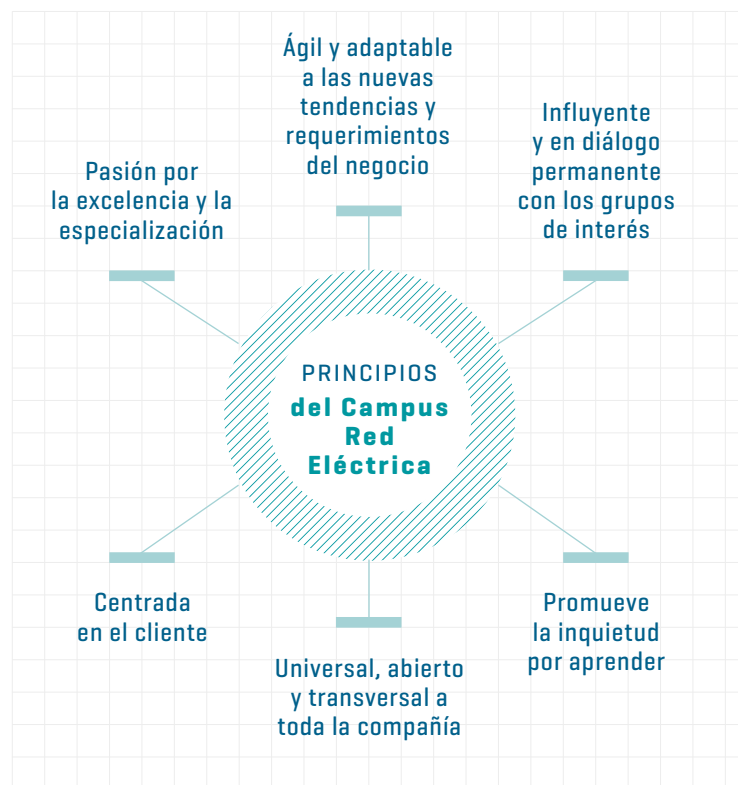 Ágil y adaptable
a las nuevas
tendencias y
requerimientos
del negocio
Influyente
y en diálogo
permanente
con los grupos
de interés
Pasión por
la excelencia y la
especialización
PRINCIPIOS
del Campus
Red
Eléctrica
Centrada
en el cliente
Promueve
la inquietud
por aprender
Universal, abierto
y transversal a
toda la compañía